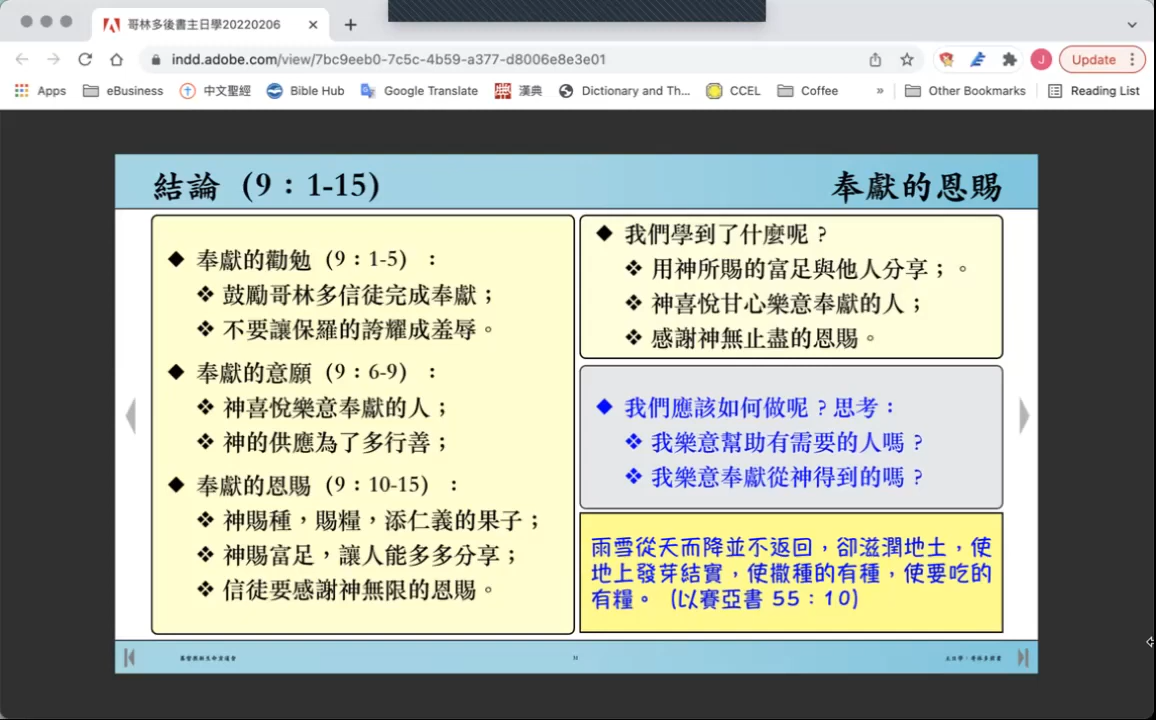 哥林多後書主日學20220206
indd.adobe.com/view/7bc9eeb0-7c5c-4b59-a377-d8006e8e3e01
J
Update
Apps
eBusiness
中文聖經
Bible Hub
Google Translate
漢典
Dictionary and Th...
CCEL
Coffee
»
Other Bookmarks
Reading List
結論（9：1-15）
奉獻的恩賜
◆ 奉獻的勸勉（9：1-5）：
❖ 鼓勵哥林多信徒完成奉獻；
❖ 不要讓保羅的誇耀成羞辱。
◆ 奉獻的意願（9：6-9）：
❖ 神喜悅樂意奉獻的人；
❖ 神的供應為了多行善；
◆ 奉獻的恩賜（9：10-15）：
❖ 神賜種，賜糧，添仁義的果子；
❖ 神賜富足，讓人能多多分享；
❖ 信徒要感謝神無限的恩賜。
◆ 我們學到了什麼呢？
❖ 用神所賜的富足與他人分享；。
❖ 神喜悅甘心樂意奉獻的人；
❖ 感謝神無止盡的恩賜。
◆ 我們應該如何做呢？思考：
❖ 我樂意幫助有需要的人嗎？
❖ 我樂意奉獻從神得到的嗎？
雨雪從天而降並不返回，卻滋潤地土，使
地上發芽結實，使撒種的有種，使要吃的
有糧。（以賽亞書 55：10）